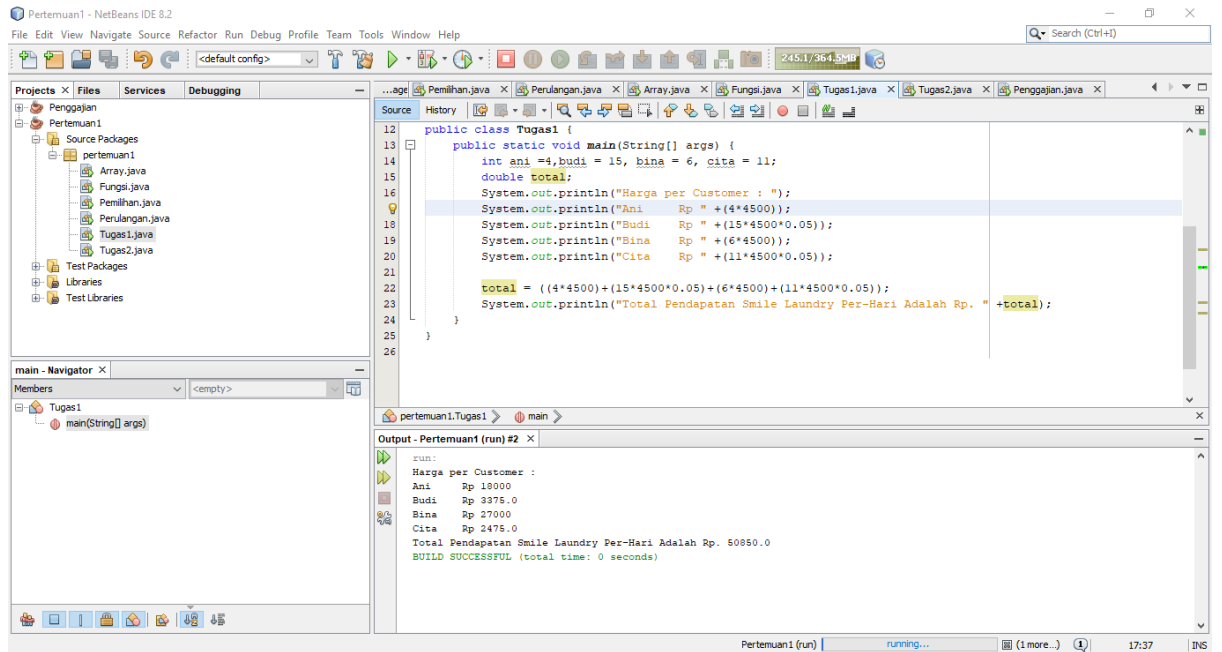 Pertemuan1 - NetBeans IDE 8.2
File Edit View Navigate Source Refactor Run Debug Profile Team Tools Window Help
Search (Ctrl+I)
<default config>
245.1/364.5MB
Projects Files Services Debugging
Penggajian
Pertemuan1
Source Packages
pertemuan1
Array.java
Fungsi.java
Pemilihan.java
Perulangan.java
Tugas1.java
Tugas2.java
Test Packages
Libraries
Test Libraries
...age Pemilihan.java Perulangan.java Array.java Fungsi.java Tugas1.java Tugas2.java Penggajian.java
Source History
12 public class Tugas1 {
13 public static void main(String[] args) {
14 int ani =4,budi = 15, bina = 6, cita = 11;
15 double total;
16 System.out.println("Harga per Customer : ");
System.out.println("Ani     Rp " +(4*4500));
18 System.out.println("Budi    Rp " +(15*4500*0.05));
19 System.out.println("Bina    Rp " +(6*4500));
20 System.out.println("Cita    Rp " +(11*4500*0.05));
21
22 total = ((4*4500)+(15*4500*0.05)+(6*4500)+(11*4500*0.05));
23 System.out.println("Total Pendapatan Smile Laundry Per-Hari Adalah Rp. " +total);
24 }
25 }
26
main - Navigator
Members <empty>
Tugas1
main(String[] args)
pertemuan1.Tugas1 main
Output - Pertemuan1 (run) #2
run:
Harga per Customer :
Ani     Rp 18000
Budi    Rp 3375.0
Bina    Rp 27000
Cita    Rp 2475.0
Total Pendapatan Smile Laundry Per-Hari Adalah Rp. 50850.0
BUILD SUCCESSFUL (total time: 0 seconds)
Pertemuan1 (run) running... (1 more...) 1 17:37 INS